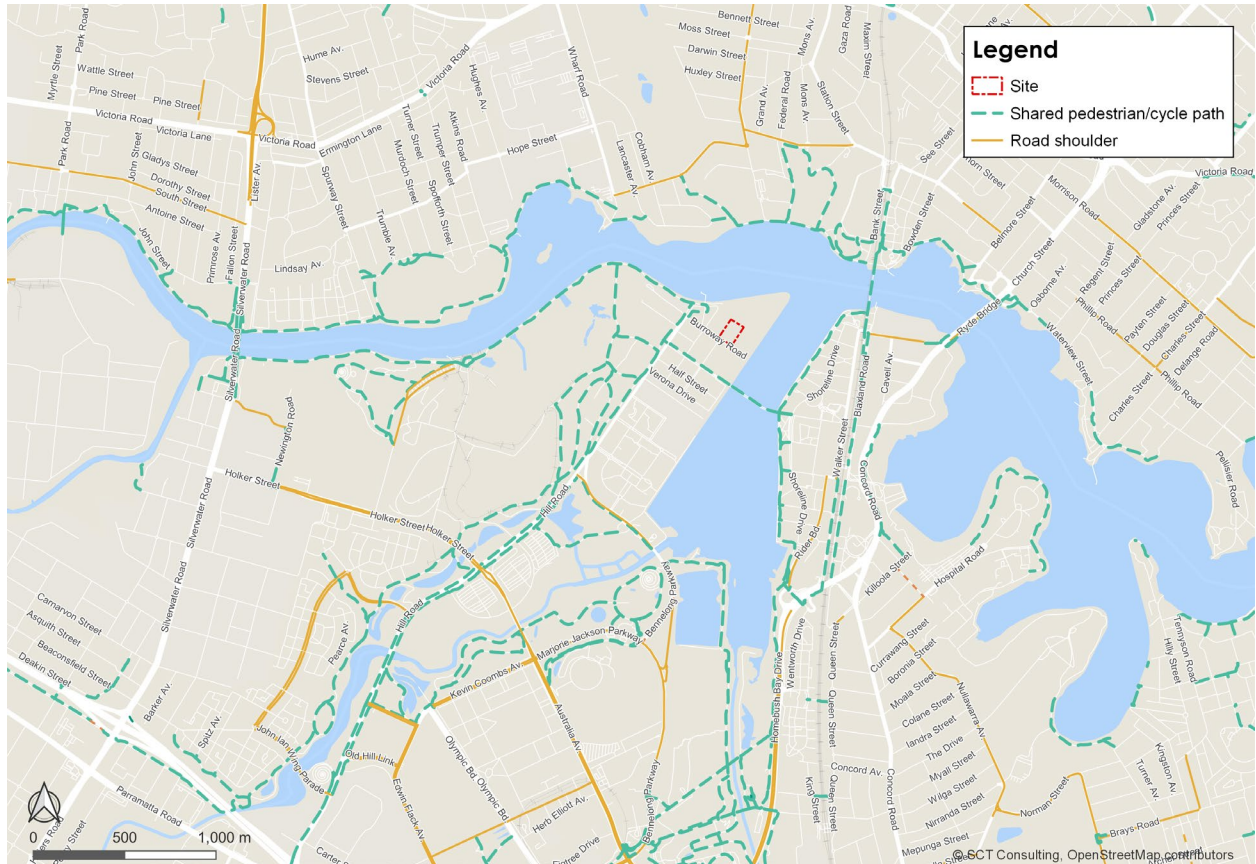 Legend
Site
Shared pedestrian/cycle path
Road shoulder
Myrtle Street
Park Road
Park Road
Wattle Street
Pine Street
Pine Street
Victoria Road
Victoria Lane
Victoria Road
Hume Av.
Stevens Street
Victoria Road
Hughes Av
Ermington Lane
Atkins Road
Trumper Street
Turner Street
Murdoch Street
Spofforth Street
Hope Street
Wharf Road
Cobham Av.
Lancaster Av.
Bennett Street
Moss Street
Darwin Street
Huxley Street
Mons Av.
Gaza Road
Maxim Street
Grand Av.
Federal Road
Mons Av.
Station Street
See Street
Morrison Road
Victoria Road
Gladstone Av.
Princes Street
John Street
Gladys Street
Dorothy Street
South Street
Antoine Street
Lister Av.
Spurway Street
Trumble Av.
John Street
Primrose Av.
Fallon Street
Silverwater Road
Lindsay Av.
Bank Street
Bowden Street
Belmore Street
Church Street
Osborne Av.
Regent Street
Princes Street
Phillip Road
Payten Street
Douglas Street
Charles Street
Delange Road
Phillip Road
Charles Street
Waterview Street
Ryde Bridge
Burroway Road
Half Street
Verona Drive
Shoreline Drive
Blaxland Road
Cavell Av.
Walker Street
Concord Road
Silverwater Road
Newington Road
Holker Street
Holker Street
Holker Street
Hill Road
Shoreline Drive
Rider Bd
Pellisier Road
Killoola Street
Hospital Road
Silverwater Road
Carnarvon Street
Asquith Street
Beaconsfield Street
Deakin Street
Barker Av.
Spitz Av.
Pearce Av.
Hill Road
Bennelong Parkway
Marjorie Jackson Parkway
Kevin Coombs Av.
Australia Av.
Wentworth Drive
Queen Street
Queen Street
Homebush Bay Drive
Currawang Street
Boronia Street
Moala Street
Colane Street
Iandra Street
The Drive
Myall Street
Wilga Street
Nirranda Street
Mepunga Street
Nullawarra Av.
Tennyson Road
Hilly Street
Kingston Av.
Turner Av.
John Ian Wing Parade
Old Hill Link
Parramatta Road
Edwin Flack Av.
Olympic Bd
Olympic Bd
Herb Elliott Av.
Bennelong Parkway
King Street
Queen Street
Concord Av.
Concord Road
Norman Street
Brays Road
0 500 1,000 m
© SCT Consulting, OpenStreetMap contributors